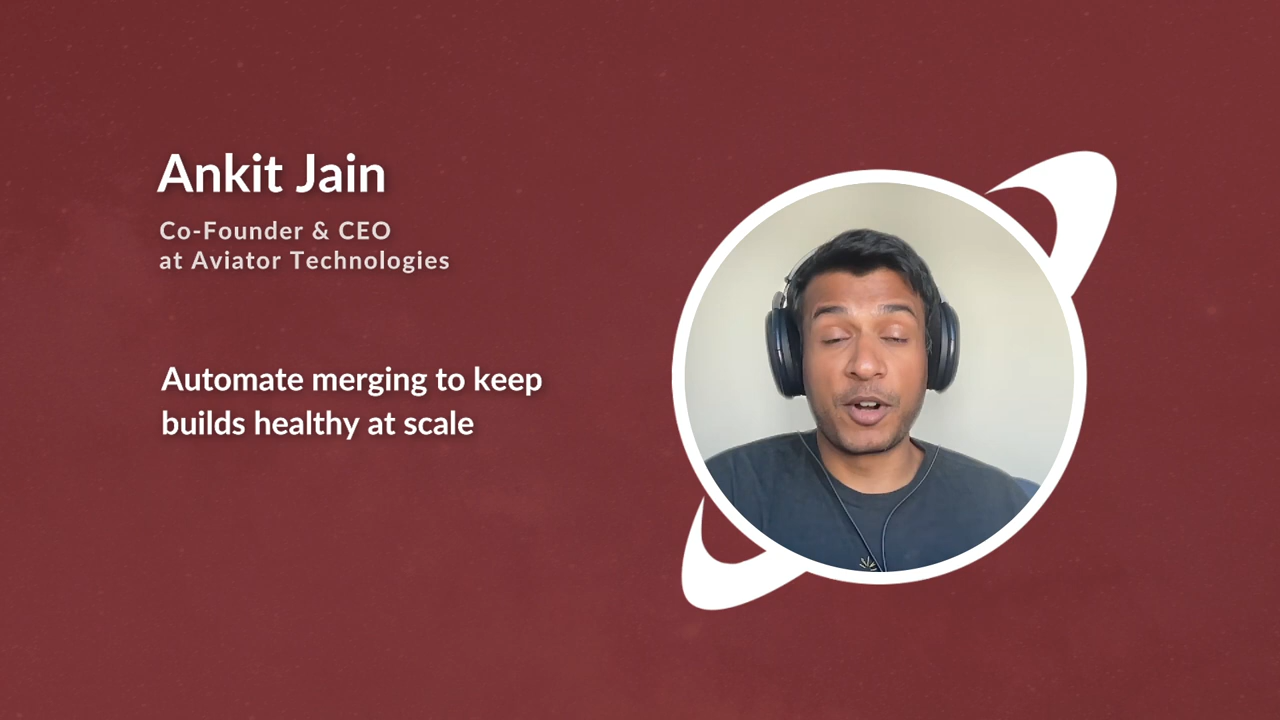 Ankit Jain
Co-Founder & CEO
at Aviator Technologies
Automate merging to keep
builds healthy at scale